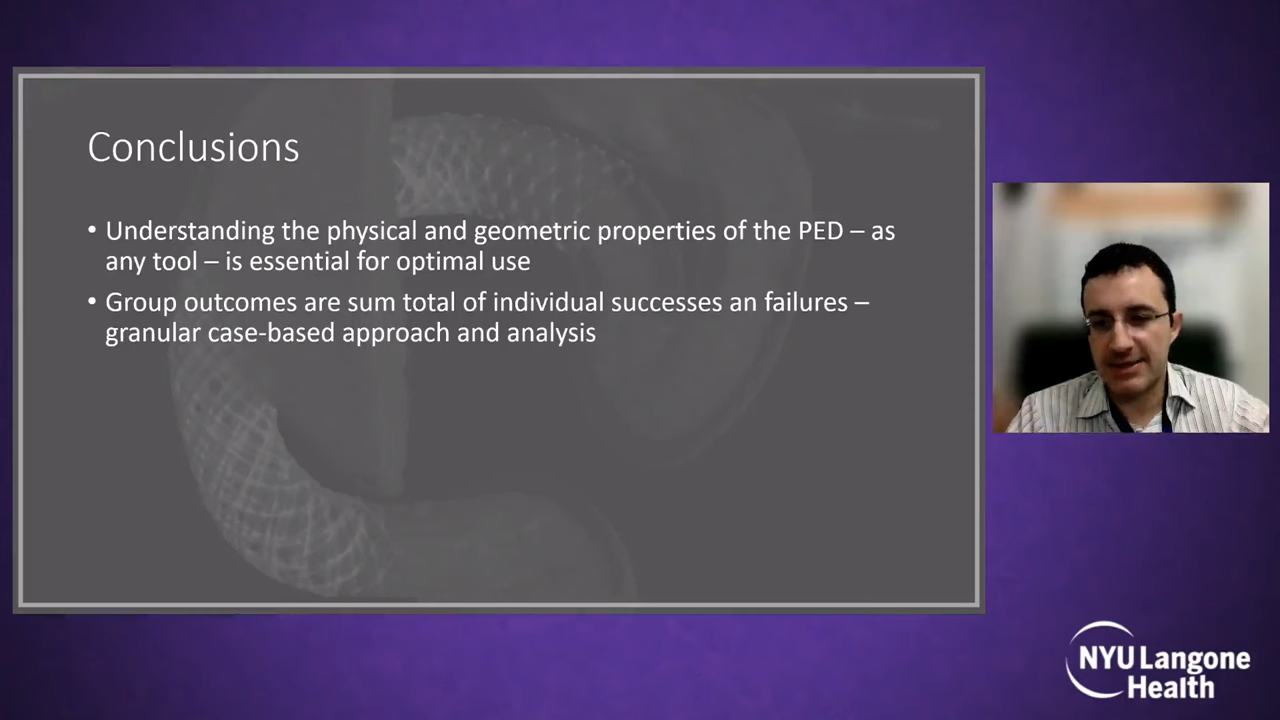 Conclusions
• Understanding the physical and geometric properties of the PED – as
any tool – is essential for optimal use
• Group outcomes are sum total of individual successes an failures –
granular case-based approach and analysis
NYU Langone
Health